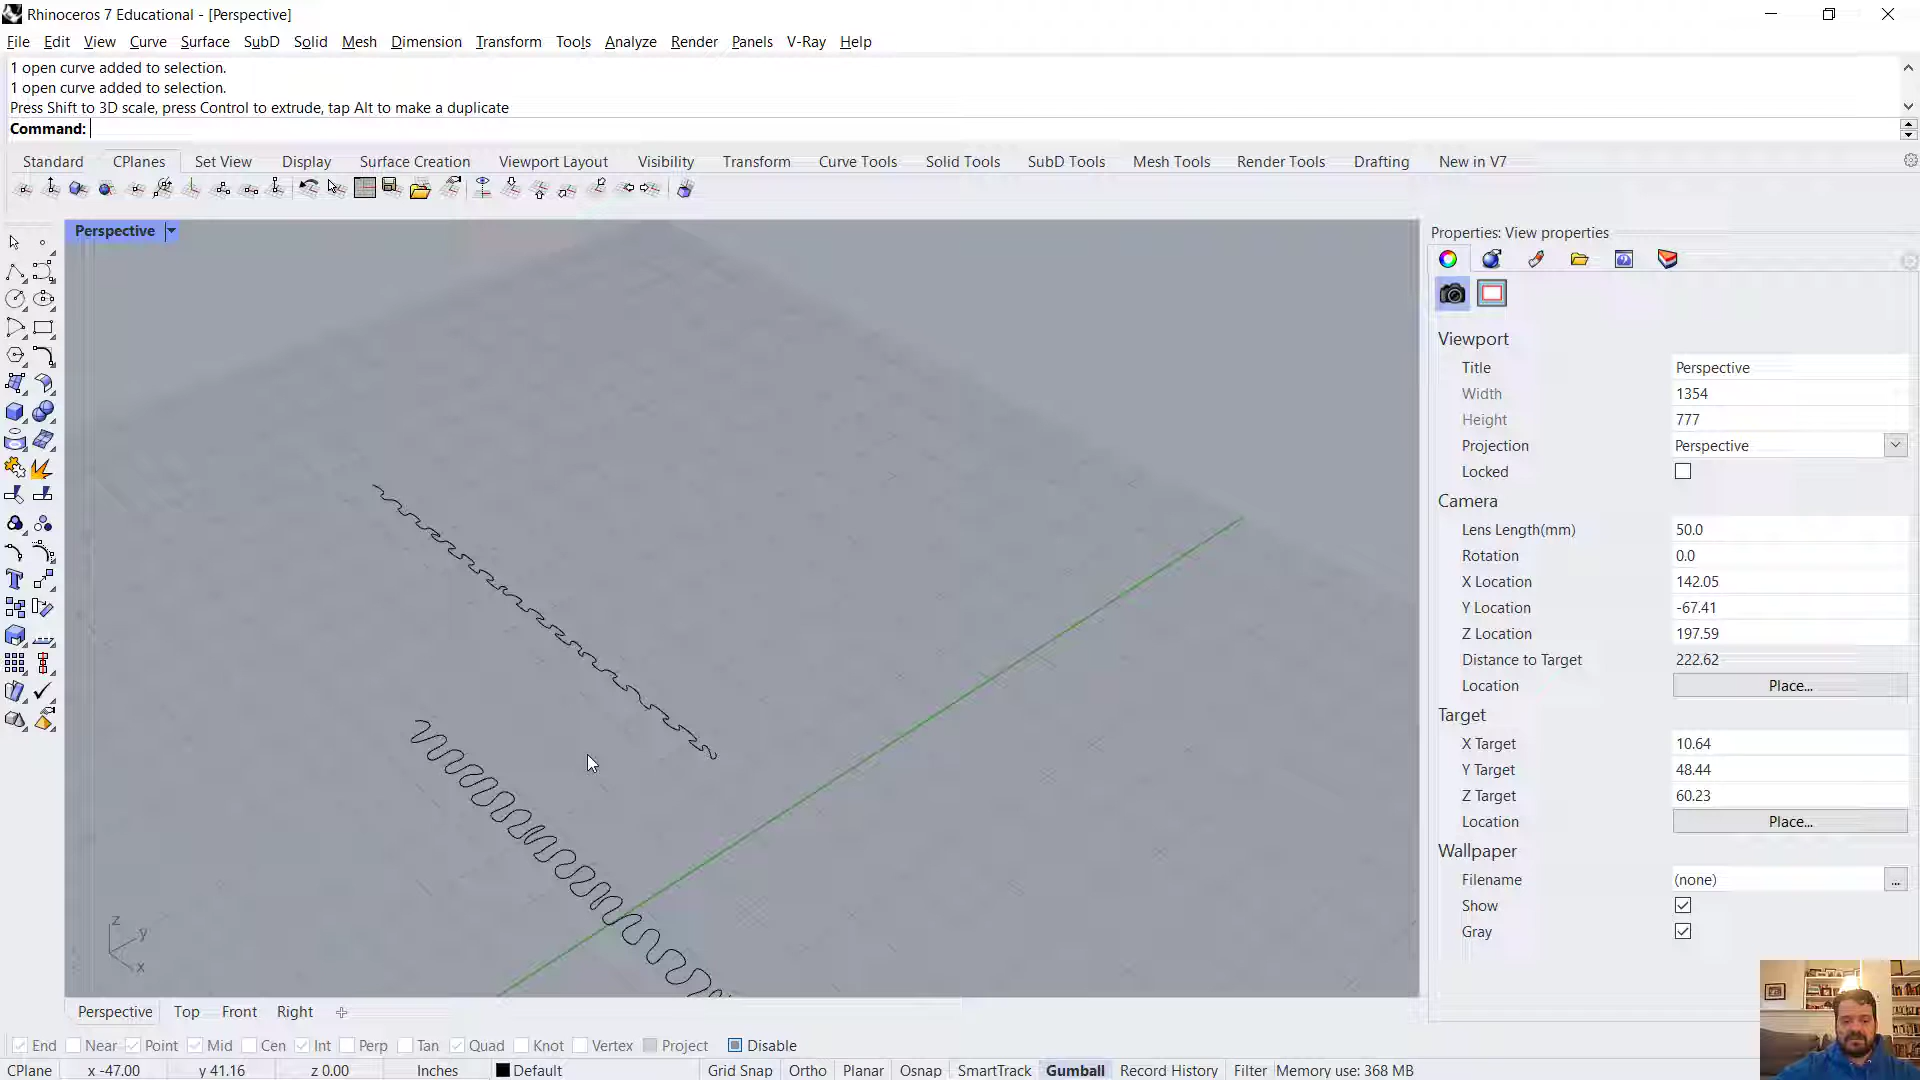 Rhinoceros 7 Educational - [Perspective]
File Edit View Curve Surface SubD Solid Mesh Dimension Transform Tools Analyze Render Panels V-Ray Help
1 open curve added to selection.
1 open curve added to selection.
Press Shift to 3D scale, press Control to extrude, tap Alt to make a duplicate
Command:
Standard CPlanes Set View Display Surface Creation Viewport Layout Visibility Transform Curve Tools Solid Tools SubD Tools Mesh Tools Render Tools Drafting New in V7
Perspective
Properties: View properties
Viewport
Title Perspective
Width 1354
Height 777
Projection Perspective
Locked
Camera
Lens Length(mm) 50.0
Rotation 0.0
X Location 142.05
Y Location -67.41
Z Location 197.59
Distance to Target 222.62
Location Place...
Target
X Target 10.64
Y Target 48.44
Z Target 60.23
Location Place...
Wallpaper
Filename (none) ...
Show
Gray
z
y
x
Perspective Top Front Right
End Near Point Mid Cen Int Perp Tan Quad Knot Vertex Project Disable
CPlane x -47.00 y 41.16 z 0.00 Inches Default Grid Snap Ortho Planar Osnap SmartTrack Gumball Record History Filter Memory use: 368 MB